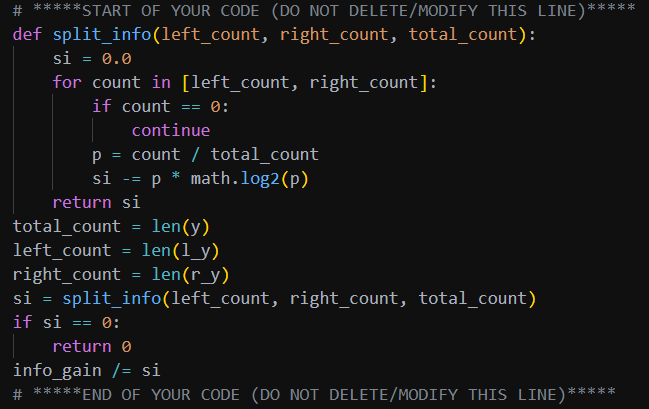 # *****START OF YOUR CODE (DO NOT DELETE/MODIFY THIS LINE)*****
def split_info(left_count, right_count, total_count):
    si = 0.0
    for count in [left_count, right_count]:
        if count == 0:
            continue
        p = count / total_count
        si -= p * math.log2(p)
    return si
total_count = len(y)
left_count = len(l_y)
right_count = len(r_y)
si = split_info(left_count, right_count, total_count)
if si == 0:
    return 0
info_gain /= si
# *****END OF YOUR CODE (DO NOT DELETE/MODIFY THIS LINE)*****